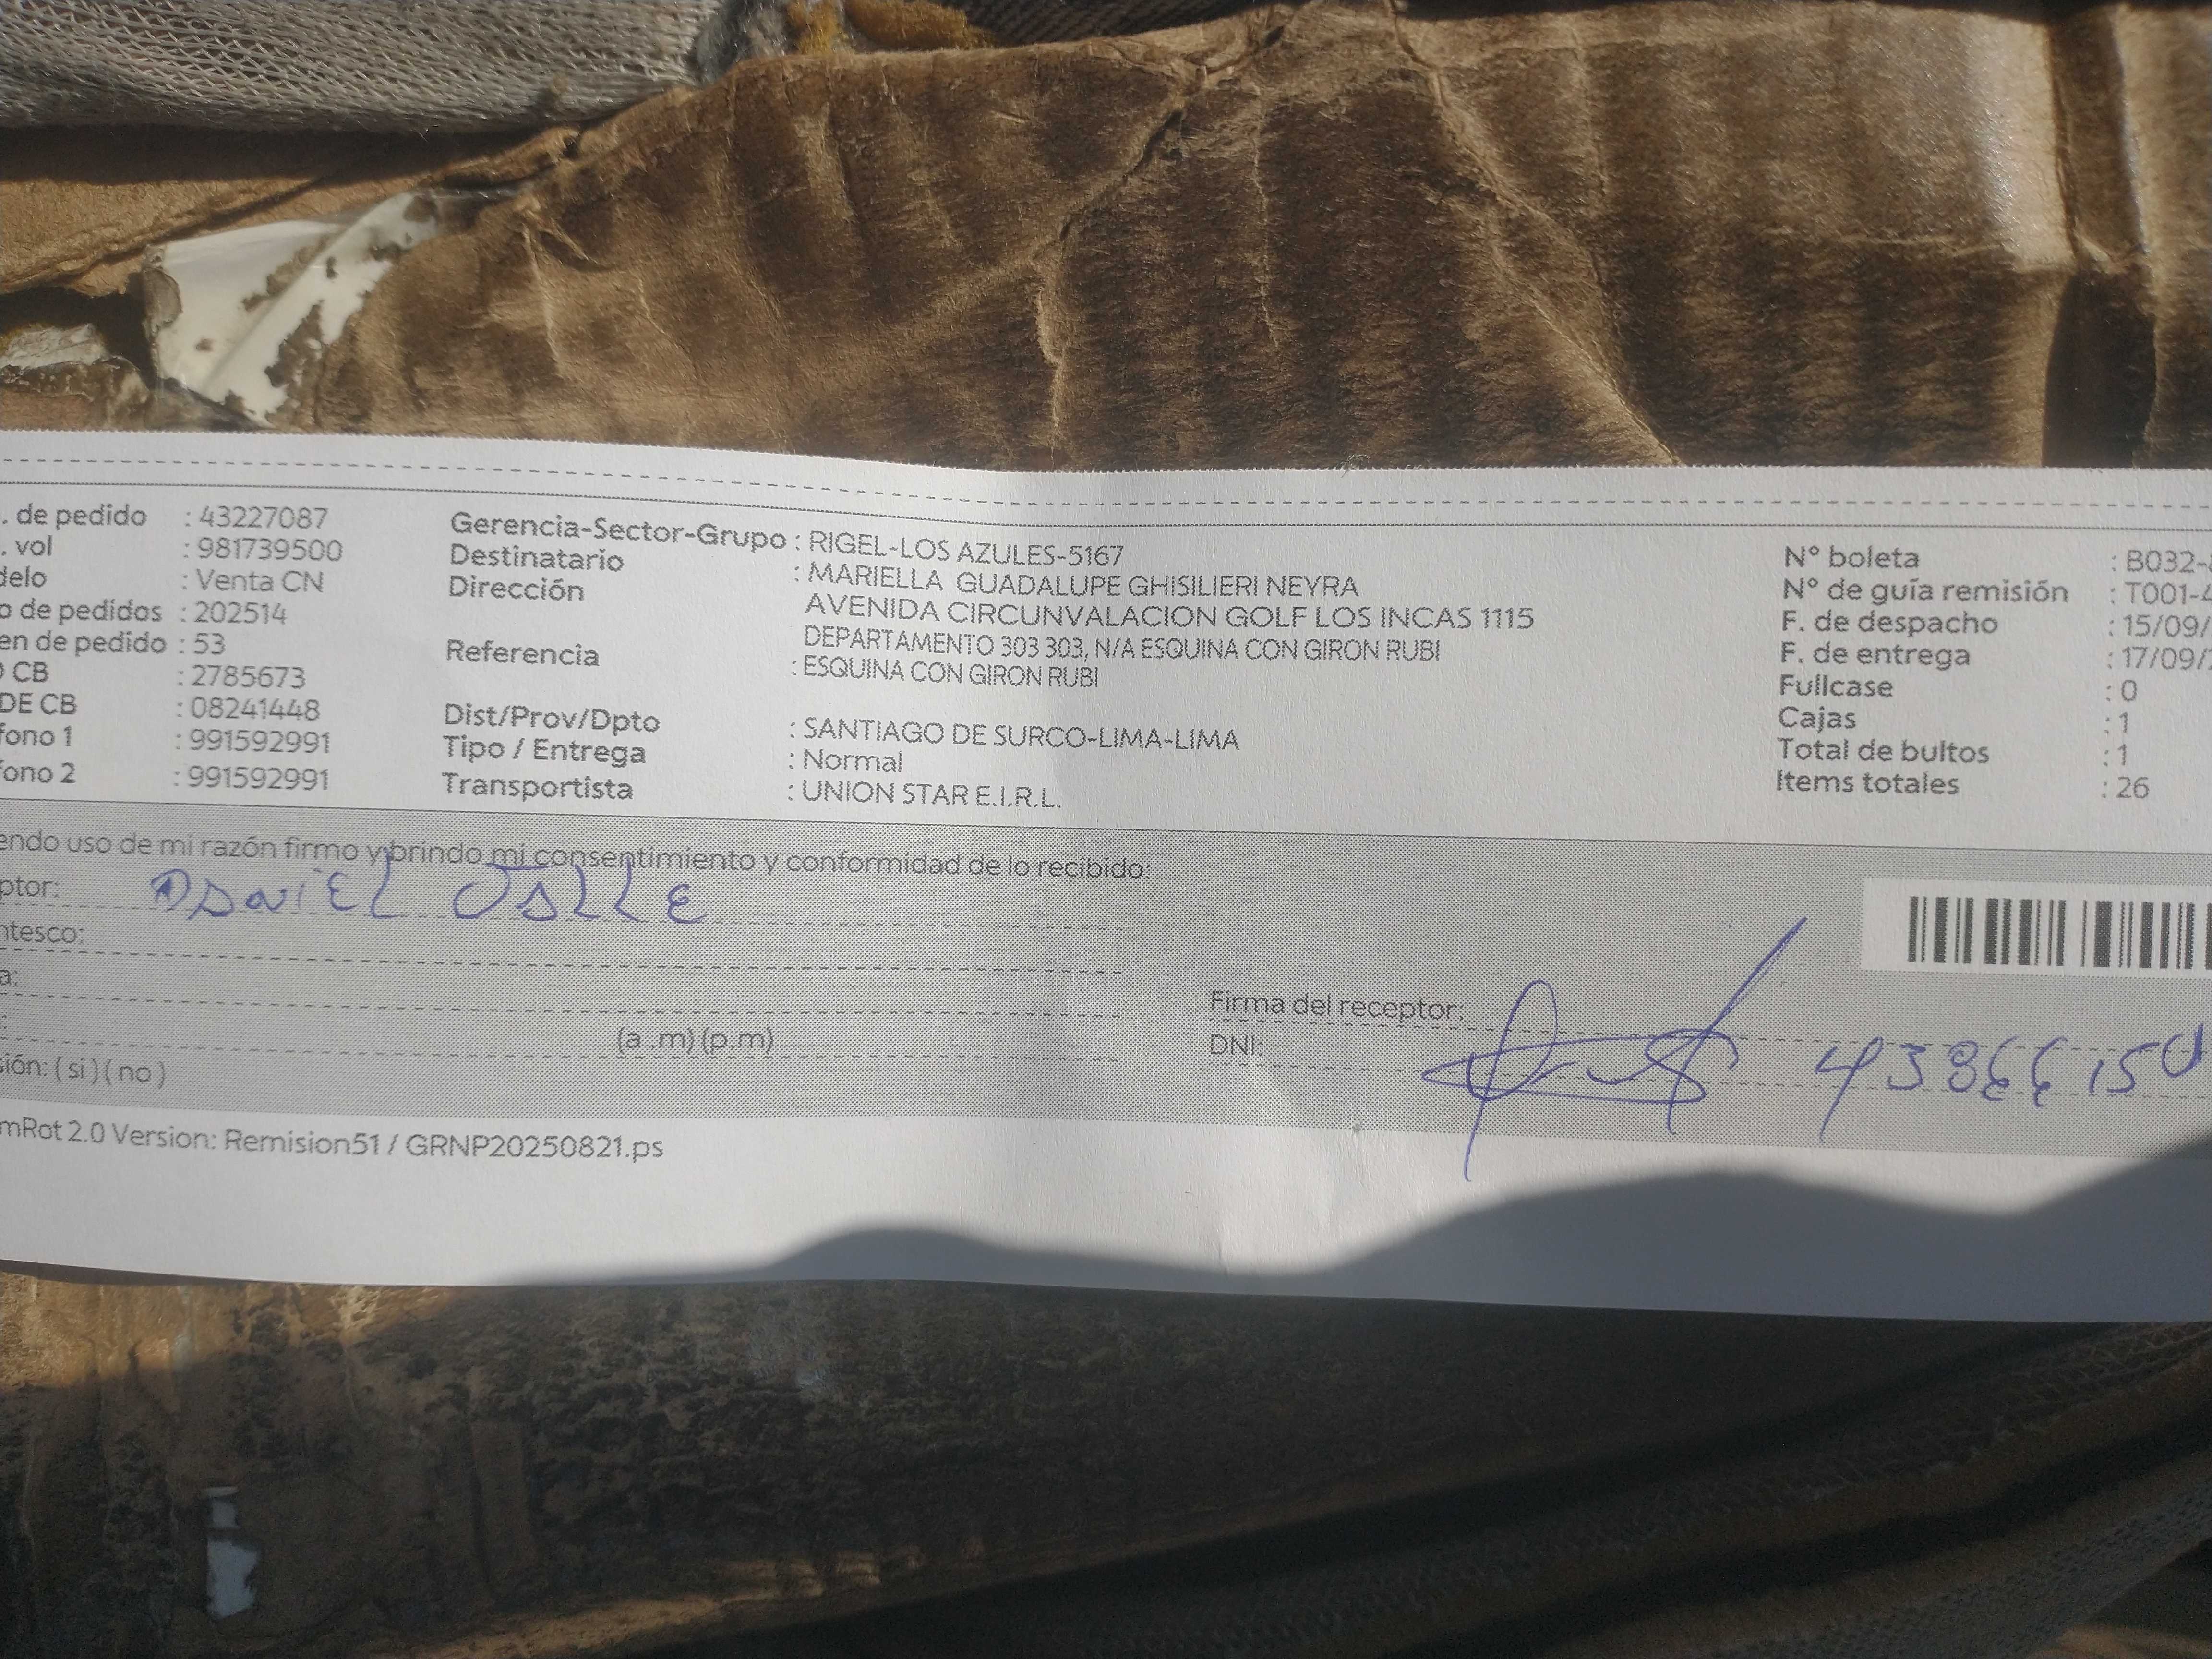 . de pedido : 43227087
. vol : 981739500
delo : Venta CN
o de pedidos : 202514
en de pedido : 53
O CB : 2785673
DE CB : 08241448
fono 1 : 991592991
fono 2 : 991592991
Gerencia-Sector-Grupo : RIGEL-LOS AZULES-5167
Destinatario : MARIELLA GUADALUPE GHISILIERI NEYRA
Dirección AVENIDA CIRCUNVALACION GOLF LOS INCAS 1115
DEPARTAMENTO 303 303, N/A ESQUINA CON GIRON RUBI
Referencia : ESQUINA CON GIRON RUBI
Dist/Prov/Dpto : SANTIAGO DE SURCO-LIMA-LIMA
Tipo / Entrega : Normal
Transportista : UNION STAR E.I.R.L.
N° boleta : B032-
N° de guía remisión : T001-4
F. de despacho : 15/09/
F. de entrega : 17/09/
Fullcase : 0
Cajas : 1
Total de bultos : 1
Items totales : 26
endo uso de mi razón firmo y brindo mi consentimiento y conformidad de lo recibido:
ptor: DANIEL
ntesco:
a:
:
(a .m) (p.m)
sión: ( si ) ( no )
Firma del receptor:
DNI:
mRot 2.0 Version: Remision51 / GRNP20250821.ps